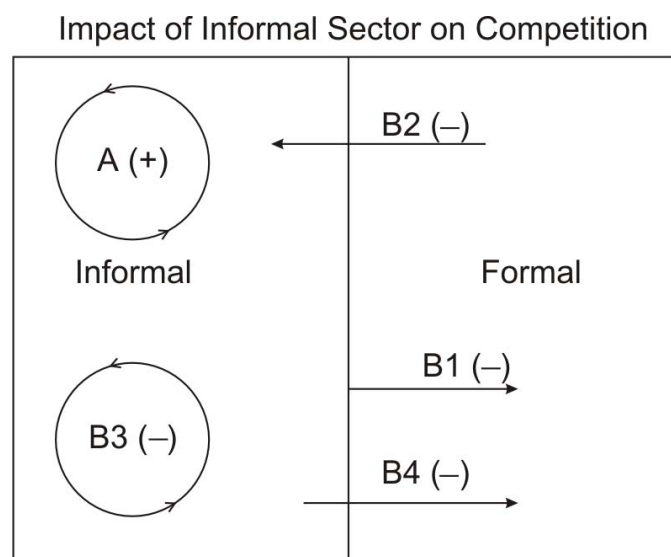 Impact of Informal Sector on Competition
A (+)
B2 (–)
Informal
Formal
B1 (–)
B3 (–)
B4 (–)